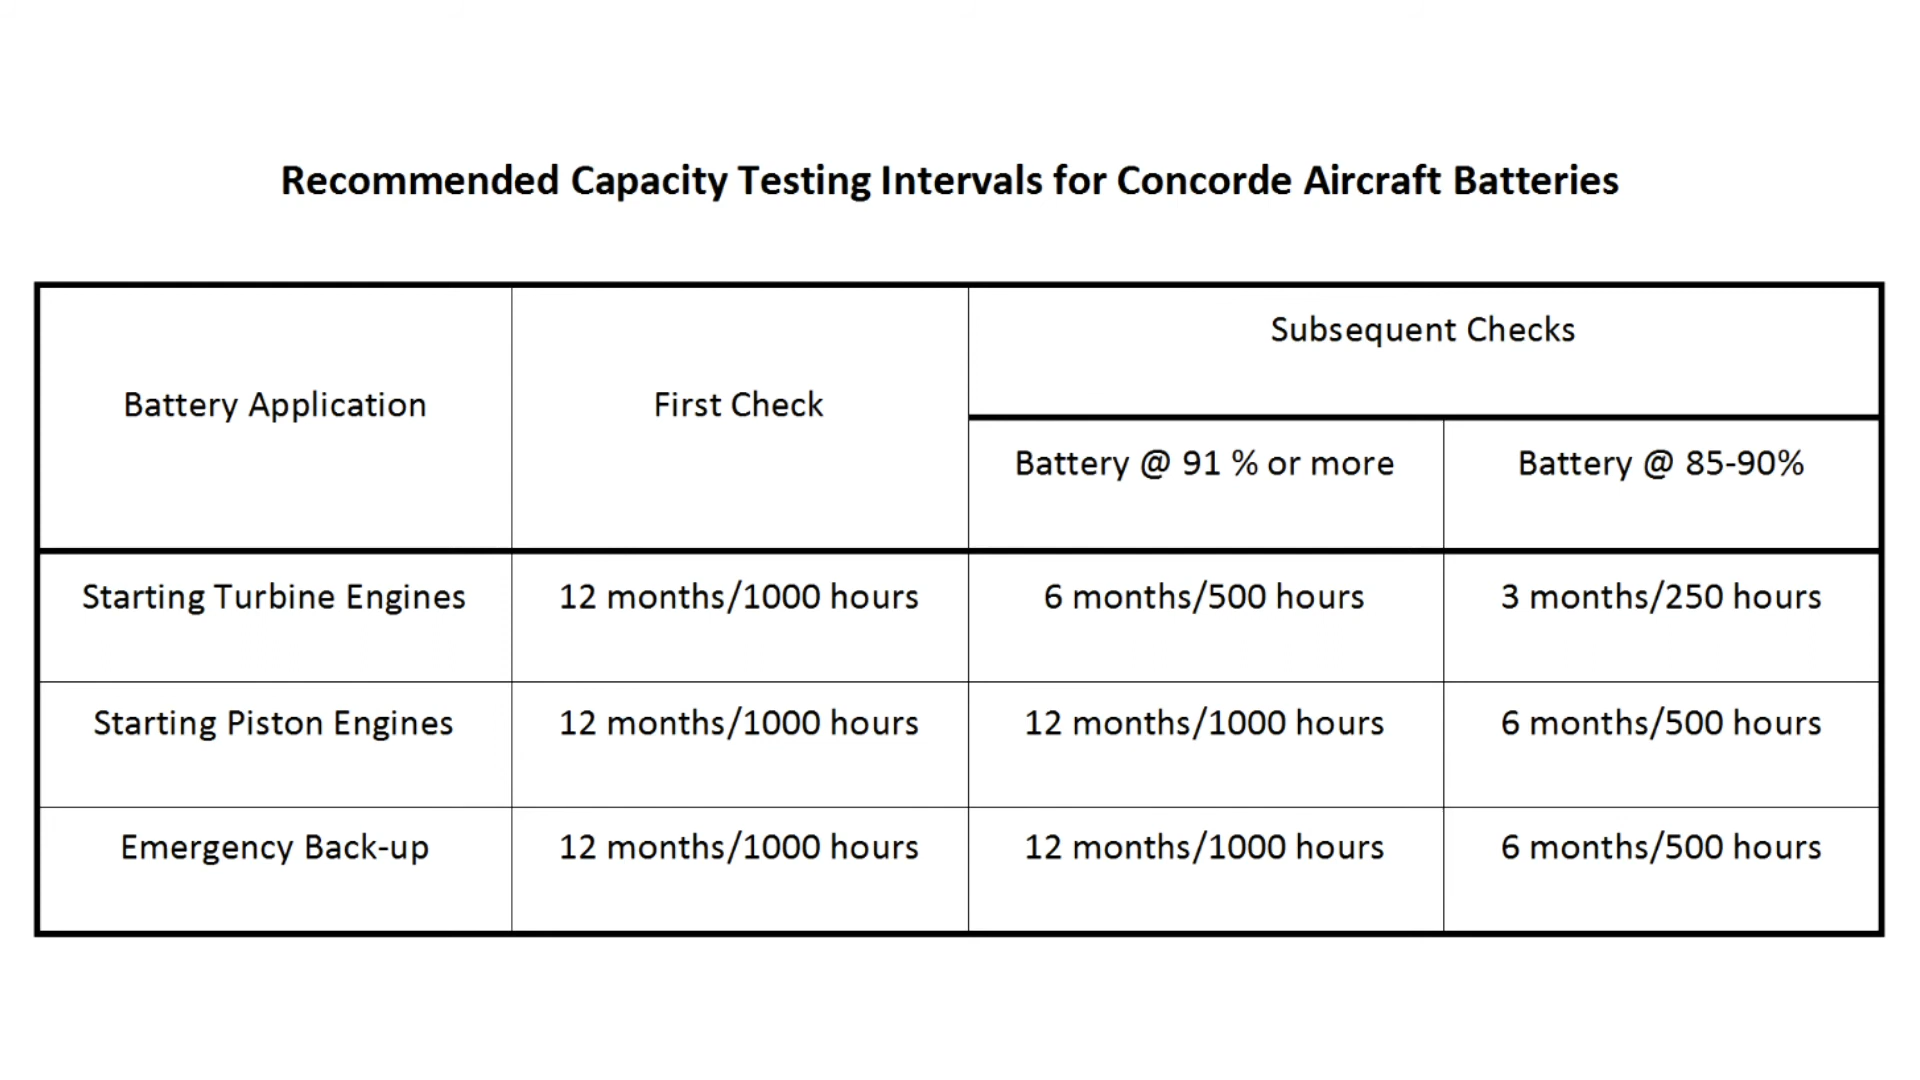 Recommended Capacity Testing Intervals for Concorde Aircraft Batteries
Battery Application
First Check
Subsequent Checks
Battery @ 91 % or more
Battery @ 85-90%
Starting Turbine Engines
12 months/1000 hours
6 months/500 hours
3 months/250 hours
Starting Piston Engines
12 months/1000 hours
12 months/1000 hours
6 months/500 hours
Emergency Back-up
12 months/1000 hours
12 months/1000 hours
6 months/500 hours